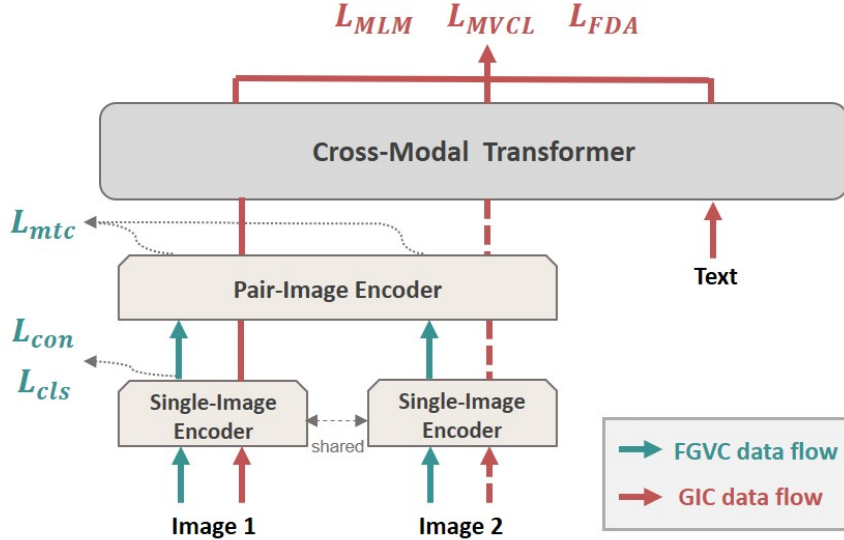 L_MLM L_MVCL L_FDA
Cross-Modal Transformer
L_mtc
Text
Pair-Image Encoder
L_con
L_cls
Single-Image
Encoder
shared
Single-Image
Encoder
Image 1
Image 2
FGVC data flow
GIC data flow